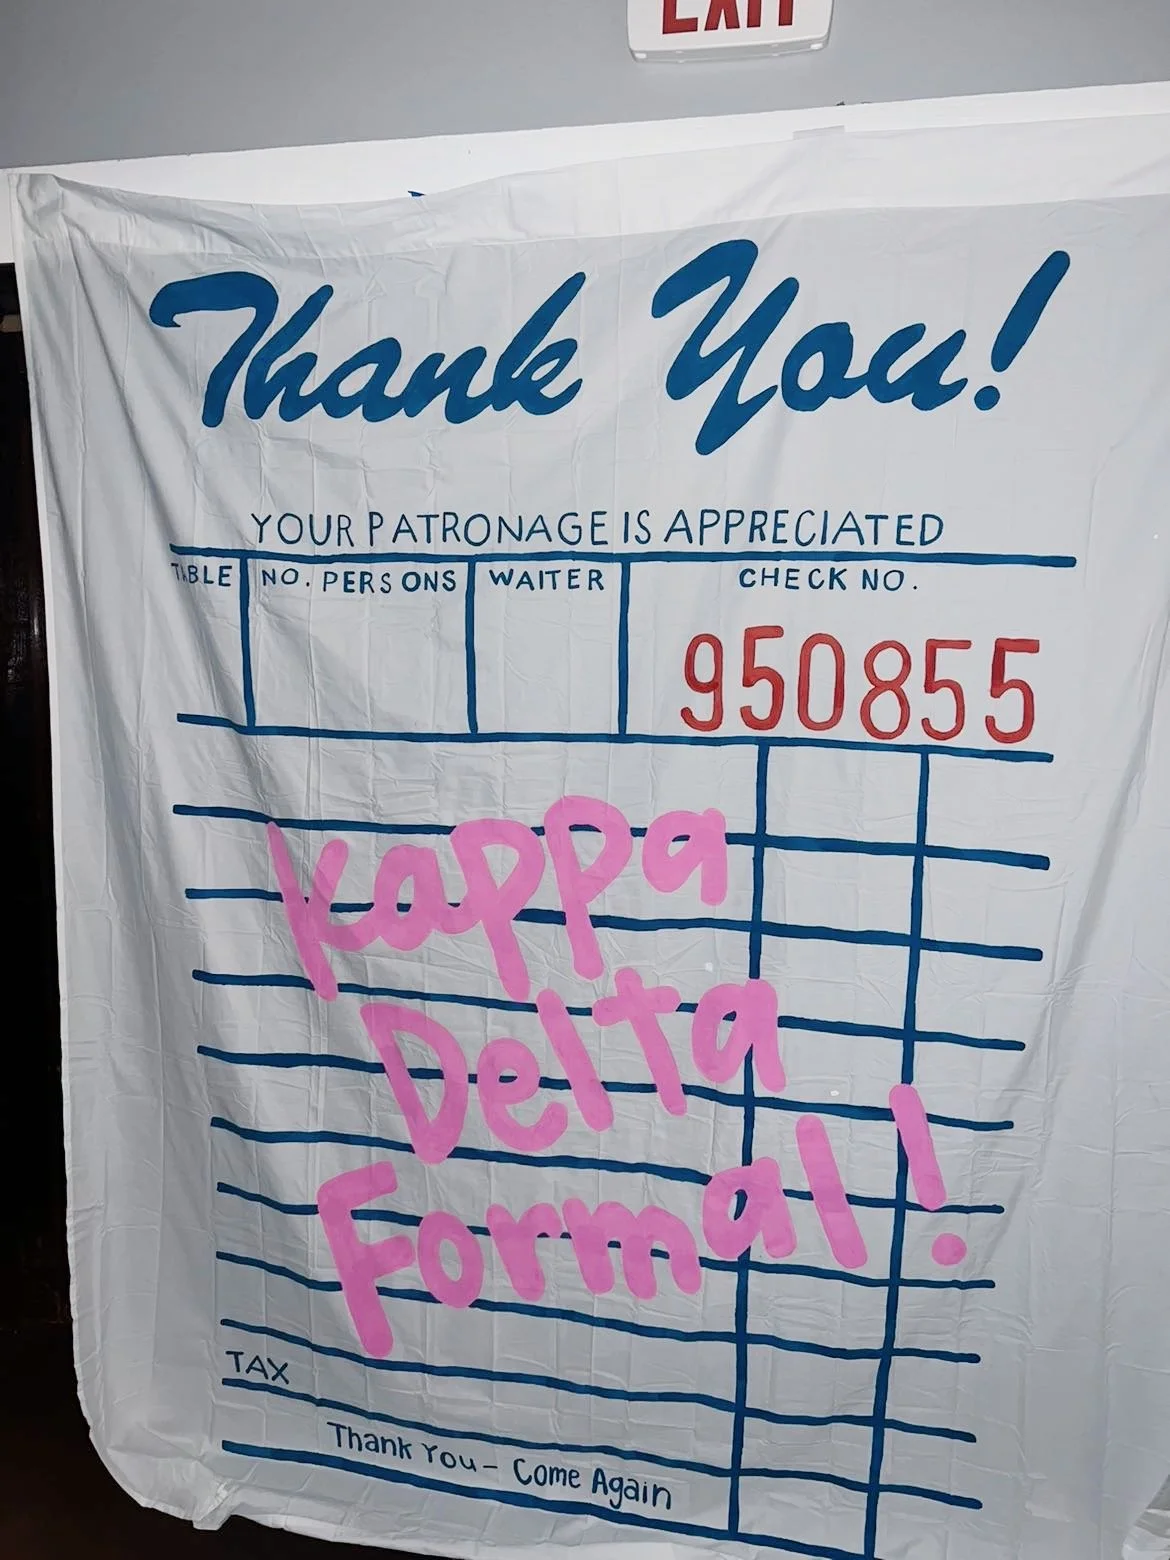 EXIT
Thank You!
YOUR PATRONAGE IS APPRECIATED
TABLE NO. PERSONS WAITER CHECK NO.
950855
Kappa
Delta
Formal!
TAX
Thank You - Come Again